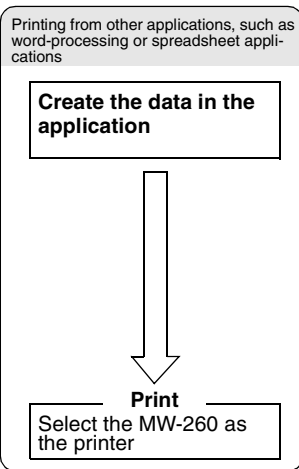 Printing from other applications, such as
word-processing or spreadsheet appli-
cations
Create the data in the
application
Print
Select the MW-260 as
the printer